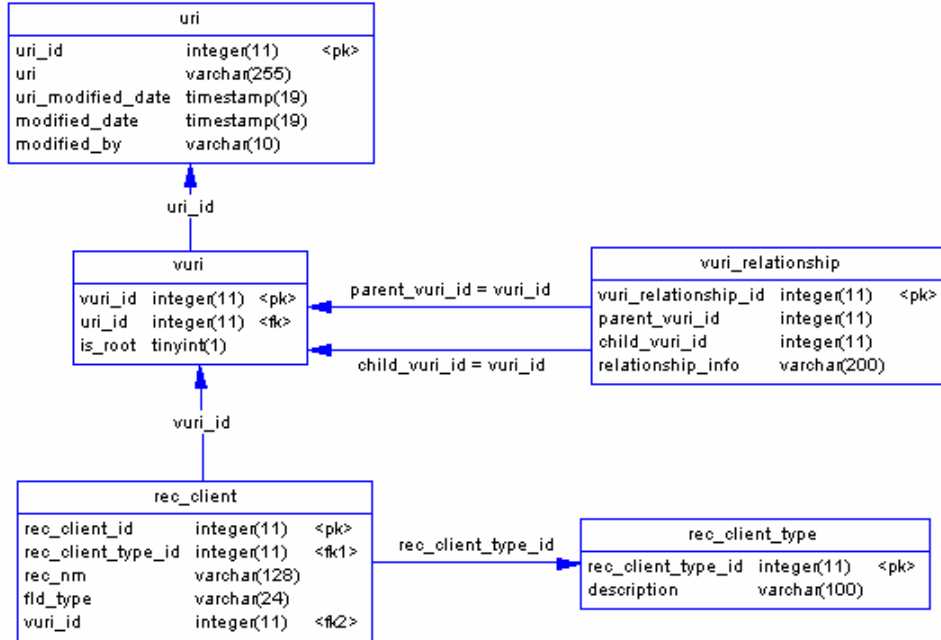 uri
uri_id integer(11) <pk>
uri varchar(255)
uri_modified_date timestamp(19)
modified_date timestamp(19)
modified_by varchar(10)
uri_id
vuri
vuri_id integer(11) <pk>
uri_id integer(11) <fk>
is_root tinyint(1)
parent_vuri_id = vuri_id
child_vuri_id = vuri_id
vuri_relationship
vuri_relationship_id integer(11) <pk>
parent_vuri_id integer(11)
child_vuri_id integer(11)
relationship_info varchar(200)
vuri_id
rec_client
rec_client_id integer(11) <pk>
rec_client_type_id integer(11) <fk1>
rec_nm varchar(128)
fld_type varchar(24)
vuri_id integer(11) <fk2>
rec_client_type_id
rec_client_type
rec_client_type_id integer(11) <pk>
description varchar(100)